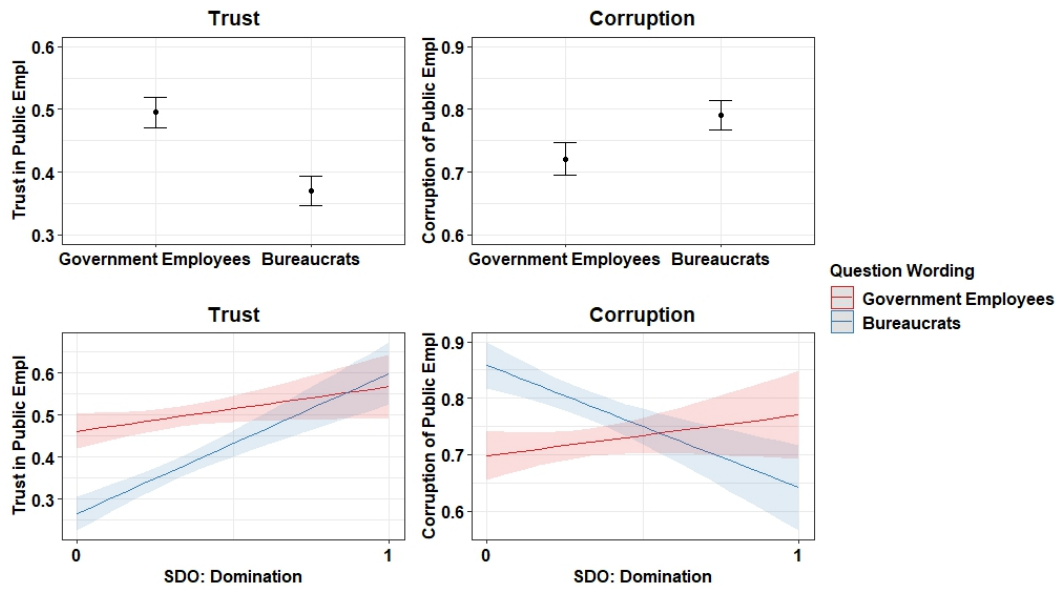 Trust
Corruption
Trust in Public Empl
0.6
0.5
0.4
0.3
Government Employees Bureaucrats
Corruption of Public Empl
0.9
0.8
0.7
0.6
Government Employees Bureaucrats
Question Wording
Government Employees
Bureaucrats
Trust
Corruption
Trust in Public Empl
0.6
0.5
0.4
0.3
0 1
SDO: Domination
Corruption of Public Empl
0.9
0.8
0.7
0.6
0 1
SDO: Domination